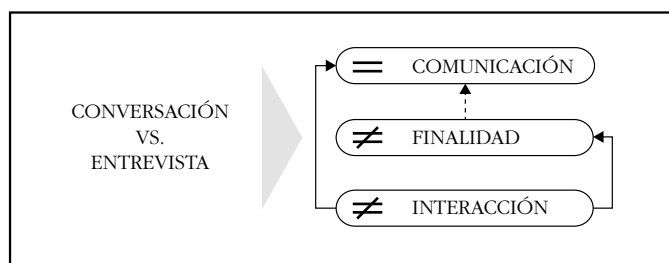 CONVERSACIÓN
VS.
ENTREVISTA
= COMUNICACIÓN
≠ FINALIDAD
≠ INTERACCIÓN